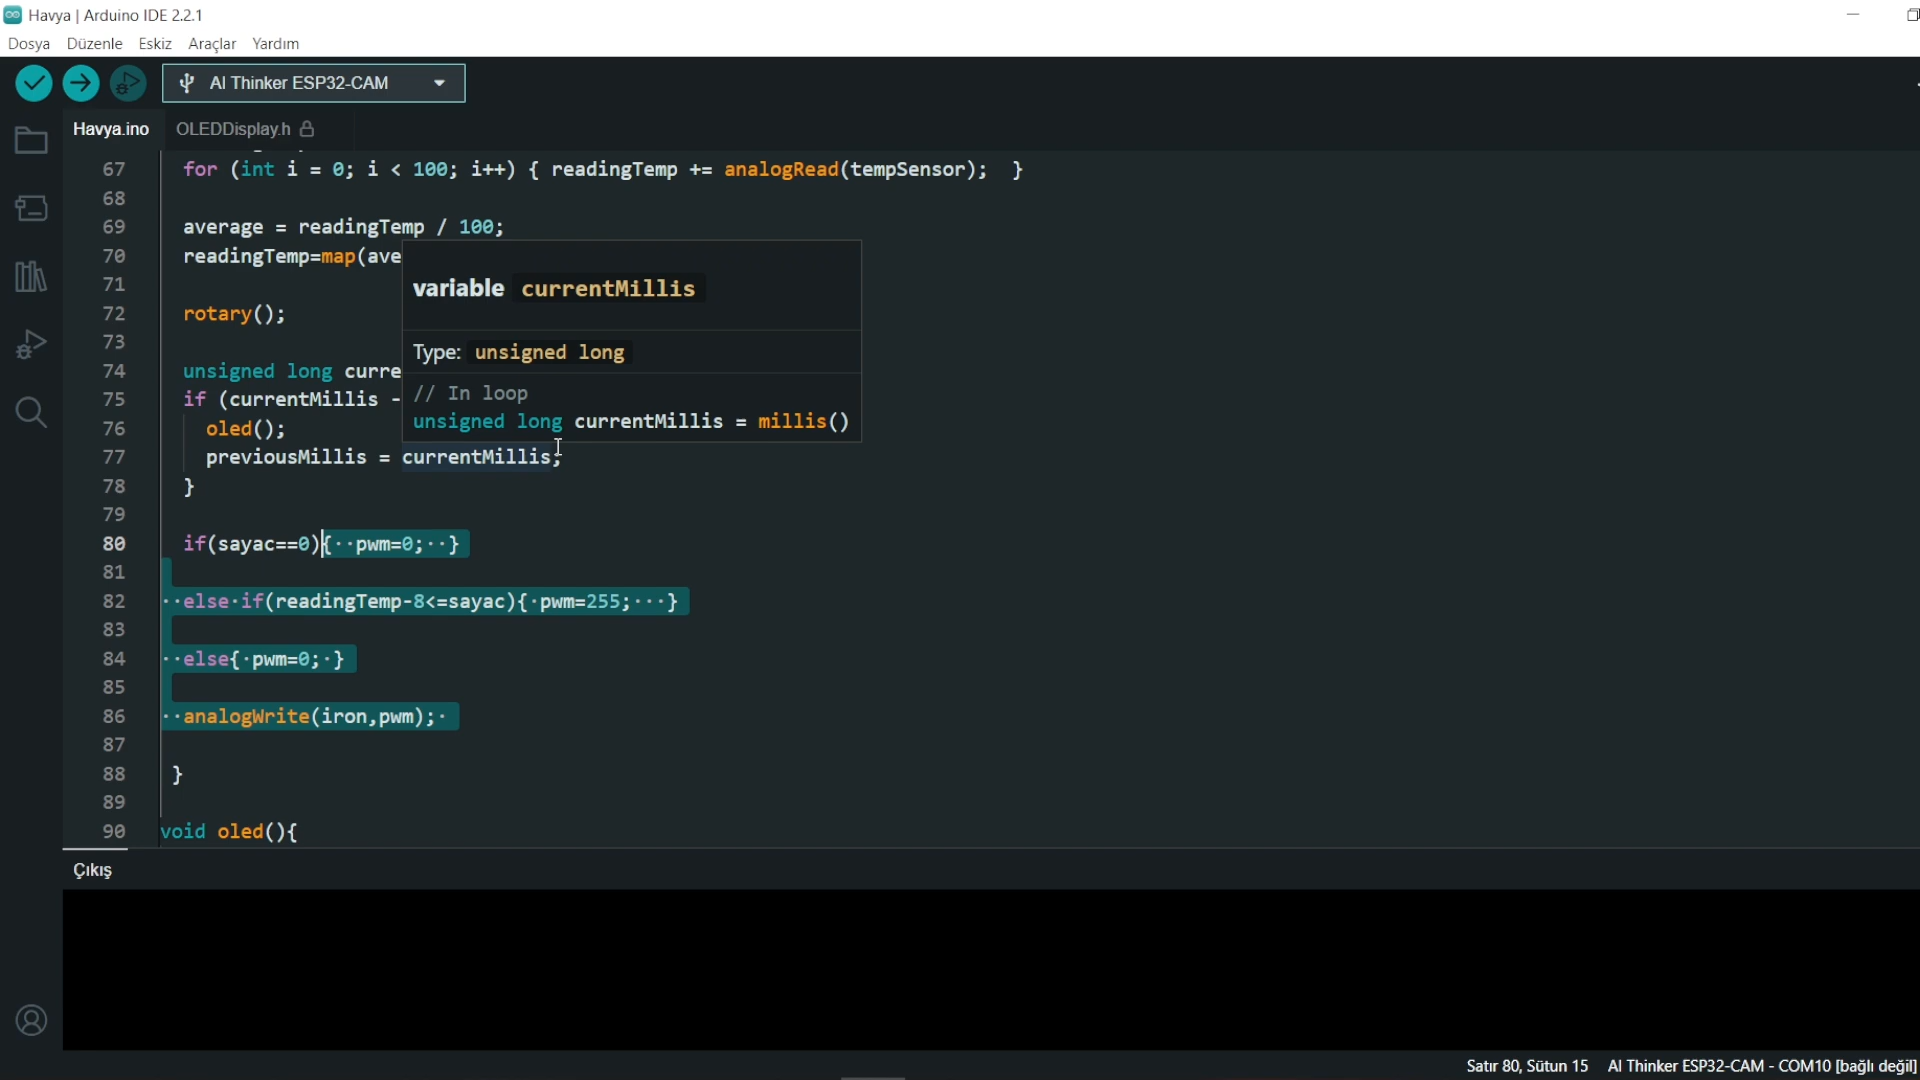 Havya | Arduino IDE 2.2.1
Dosya Düzenle Eskiz Araçlar Yardım
AI Thinker ESP32-CAM
Havya.ino OLEDDisplay.h
67 for (int i = 0; i < 100; i++) { readingTemp += analogRead(tempSensor); }
68
69 average = readingTemp / 100;
70 readingTemp=map(ave
71
variable currentMillis
72 rotary();
73
Type: unsigned long
74 unsigned long curre
75 if (currentMillis -
// In loop
unsigned long currentMillis = millis()
76 oled();
77 previousMillis = currentMillis;
78 }
79
80 if(sayac==0){··pwm=0;··}
81
82 ··else·if(readingTemp-8<=sayac){·pwm=255;···}
83
84 ··else{·pwm=0;·}
85
86 ··analogWrite(iron,pwm);·
87
88 }
89
90 void oled(){
Çıkış
Satır 80, Sütun 15 AI Thinker ESP32-CAM - COM10 [bağlı değil]